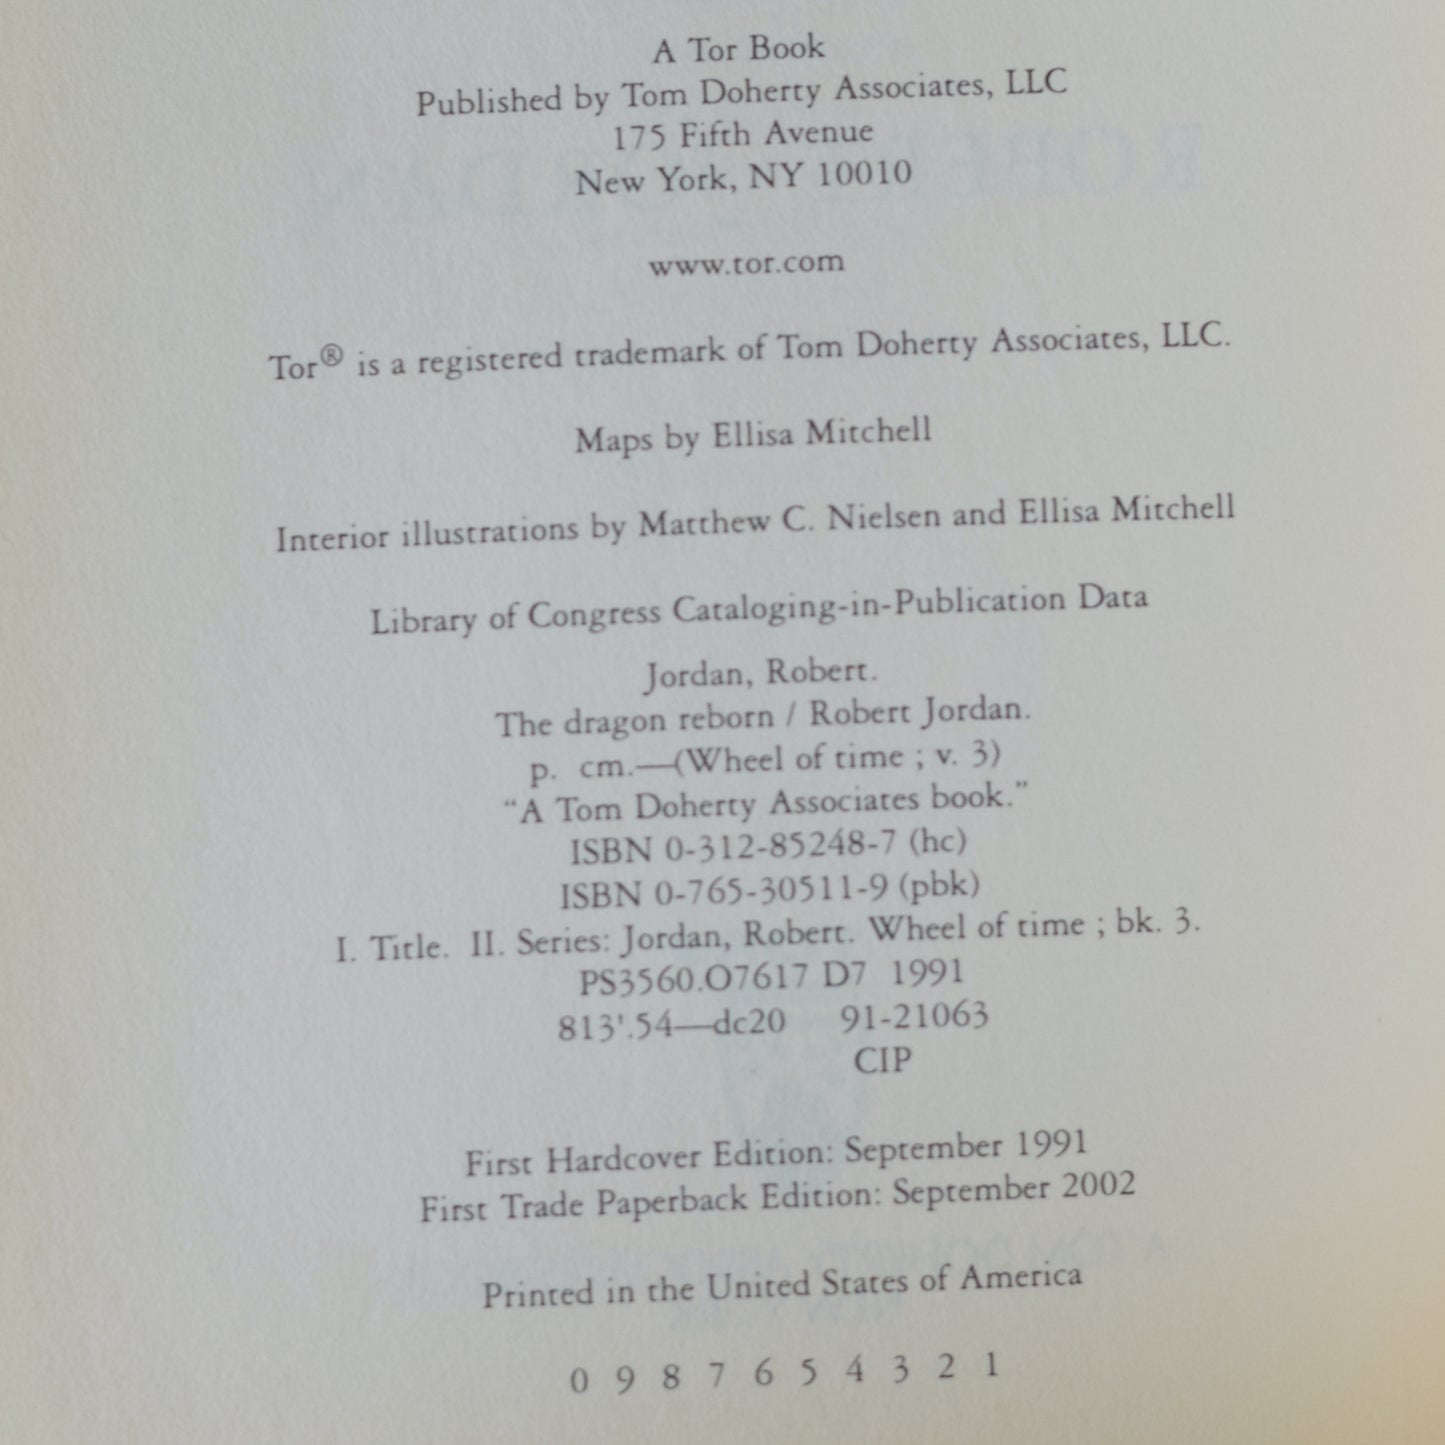 A Tor Book
Published by Tom Doherty Associates, LLC
175 Fifth Avenue
New York, NY 10010
www.tor.com
Tor® is a registered trademark of Tom Doherty Associates, LLC.
Maps by Ellisa Mitchell
Interior illustrations by Matthew C. Nielsen and Ellisa Mitchell
Library of Congress Cataloging-in-Publication Data
Jordan, Robert.
The dragon reborn / Robert Jordan.
p. cm.—(Wheel of time ; v. 3)
“A Tom Doherty Associates book.”
ISBN 0-312-85248-7 (hc)
ISBN 0-765-30511-9 (pbk)
I. Title. II. Series: Jordan, Robert. Wheel of time ; bk. 3.
PS3560.O7617 D7 1991
813'.54—dc20 91-21063
CIP
First Hardcover Edition: September 1991
First Trade Paperback Edition: September 2002
Printed in the United States of America
0 9 8 7 6 5 4 3 2 1